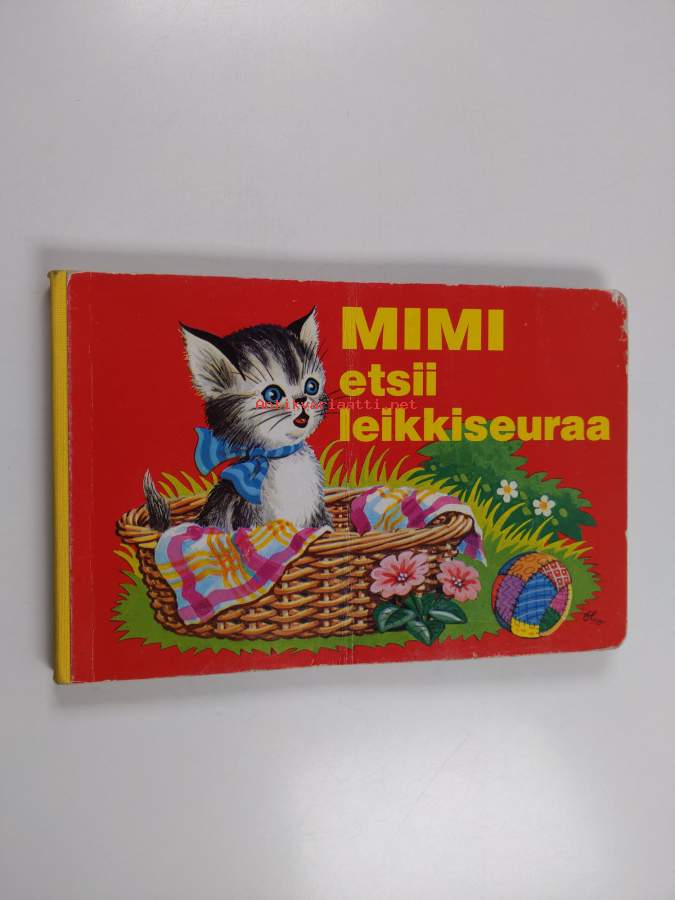 MIMI
etsii
Antikvariaatti.net
leikkiseuraa